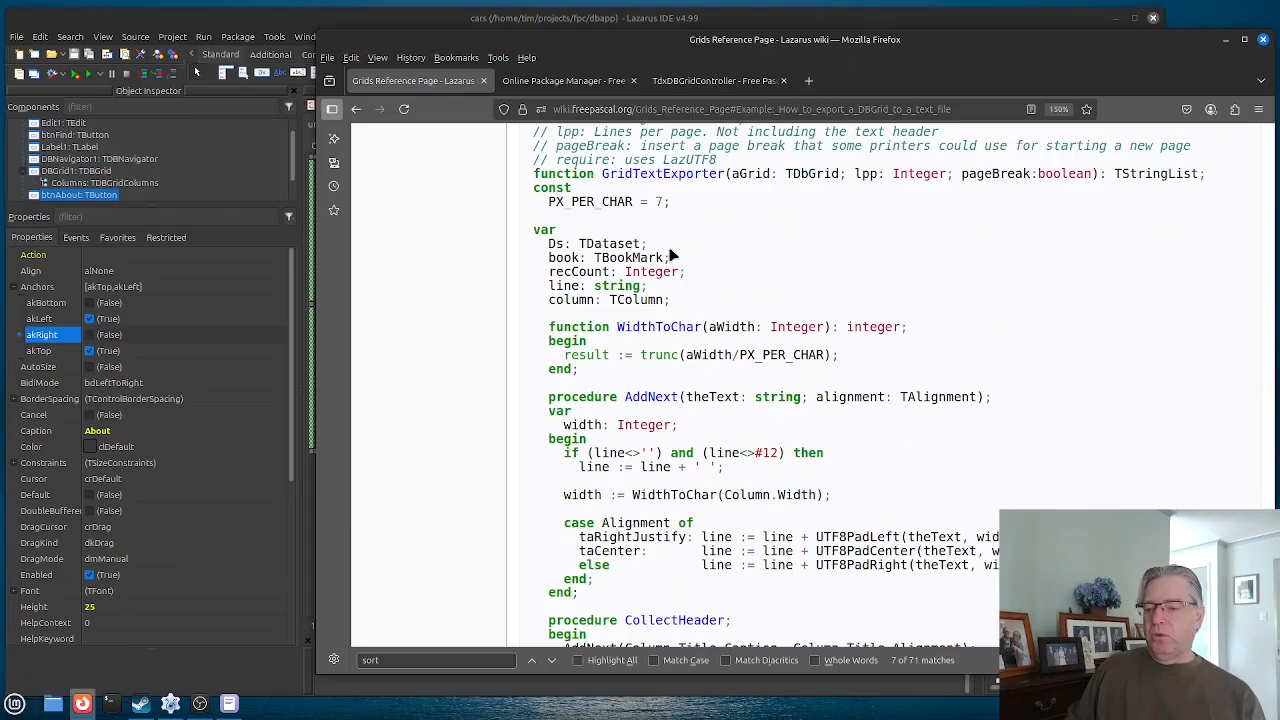 cars (/home/tim/projects/fpc/dbapp) - Lazarus IDE v4.99
File Edit Search View Source Project Run Package Tools
Grids Reference Page - Lazarus wiki — Mozilla Firefox
Standard Additional
File Edit View History Bookmarks Tools Help
Grids Reference Page - Lazarus
Online Package Manager - Free
TdxDBGridController - Free Pas
Object Inspector
Components (filter)
wiki.freepascal.org/Grids_Reference_Page#Example:_How_to_export_a_DBGrid_to_a_text_file
150%
Edit1: TEdit
btnFind: TButton
Label1: TLabel
DBNavigator1: TDBNavigator
DBGrid1: TDBGrid
Columns: TDBGridColumns
btnAbout: TButton
Properties (filter)
Properties Events Favorites Restricted
Action
Align alNone
Anchors [akTop,akLeft]
akBottom (False)
akLeft (True)
akRight (False)
akTop (True)
AutoSize (False)
BidiMode bdLeftToRight
BorderSpacing (TControlBorderSpacing)
Cancel (False)
Caption About
Color clDefault
Constraints (TSizeConstraints)
Cursor crDefault
Default (False)
DoubleBuffere (False)
DragCursor crDrag
DragKind dkDrag
DragMode dmManual
Enabled (True)
Font (TFont)
Height 25
HelpContext 0
HelpKeyword
// lpp: Lines per page. Not including the text header
// pageBreak: insert a page break that some printers could use for starting a new page
// require: uses LazUTF8
function GridTextExporter(aGrid: TDbGrid; lpp: Integer; pageBreak:boolean): TStringList;
const
PX_PER_CHAR = 7;
var
Ds: TDataset;
book: TBookMark;
recCount: Integer;
line: string;
column: TColumn;
function WidthToChar(aWidth: Integer): integer;
begin
result := trunc(aWidth/PX_PER_CHAR);
end;
procedure AddNext(theText: string; alignment: TAlignment);
var
width: Integer;
begin
if (line<>'') and (line<>#12) then
line := line + ' ';
width := WidthToChar(Column.Width);
case Alignment of
taRightJustify: line := line + UTF8PadLeft(theText, wid
taCenter: line := line + UTF8PadCenter(theText, w
else line := line + UTF8PadRight(theText, wi
end;
end;
procedure CollectHeader;
begin
AddNext(Column.Title.Caption, Column.Title.Alignment);
sort
Highlight All Match Case Match Diacritics Whole Words 7 of 71 matches